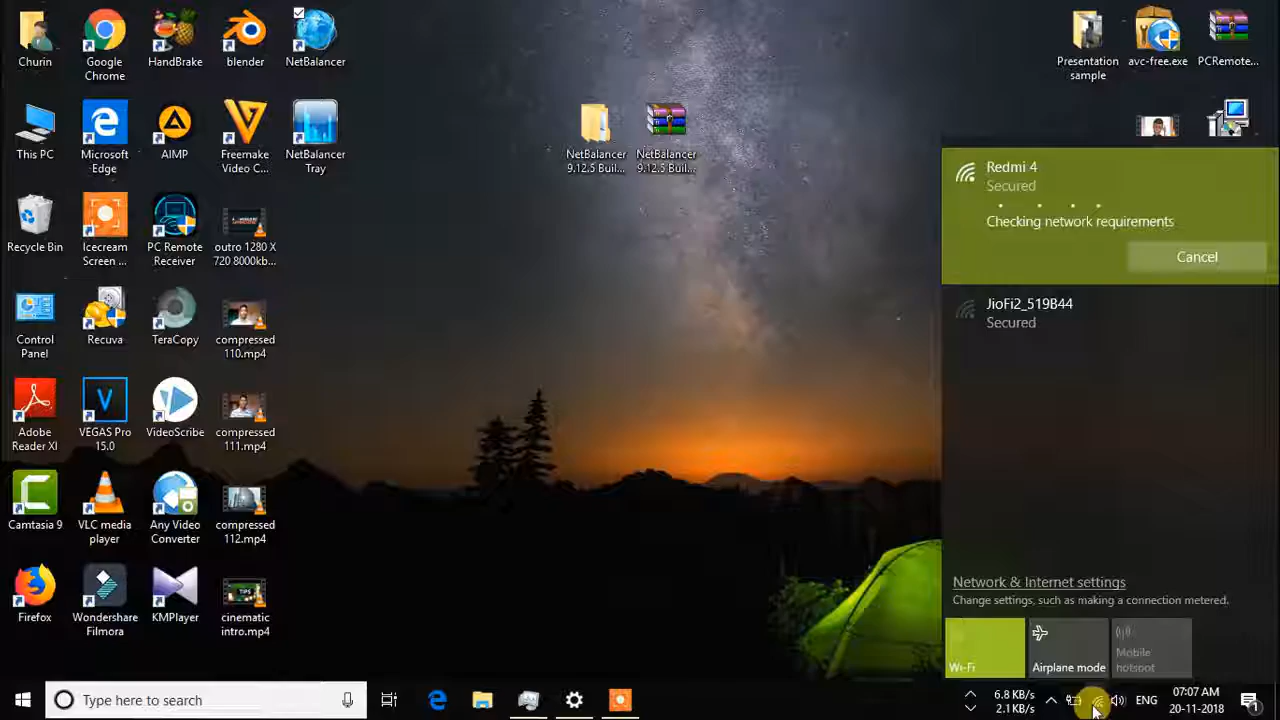 Churin
Google
Chrome
HandBrake
blender
NetBalancer
Presentation
sample
avc-free.exe
PCRemote...
This PC
Microsoft
Edge
AIMP
Freemake
Video C...
NetBalancer
Tray
NetBalancer
9.12.5 Buil...
NetBalancer
9.12.5 Buil...
Redmi 4
Secured
Checking network requirements
Cancel
Recycle Bin
Icecream
Screen ...
PC Remote
Receiver
outro 1280 X
720 8000kb...
JioFi2_519B44
Secured
Control
Panel
Recuva
TeraCopy
compressed
110.mp4
Adobe
Reader XI
VEGAS Pro
15.0
VideoScribe
compressed
111.mp4
Camtasia 9
VLC media
player
Any Video
Converter
compressed
112.mp4
Firefox
Wondershare
Filmora
KMPlayer
TIPS
cinematic
intro.mp4
Network & Internet settings
Change settings, such as making a connection metered.
Wi-Fi
Airplane mode
Mobile
hotspot
Type here to search
6.8 KB/s
2.1 KB/s
ENG
07:07 AM
20-11-2018
1